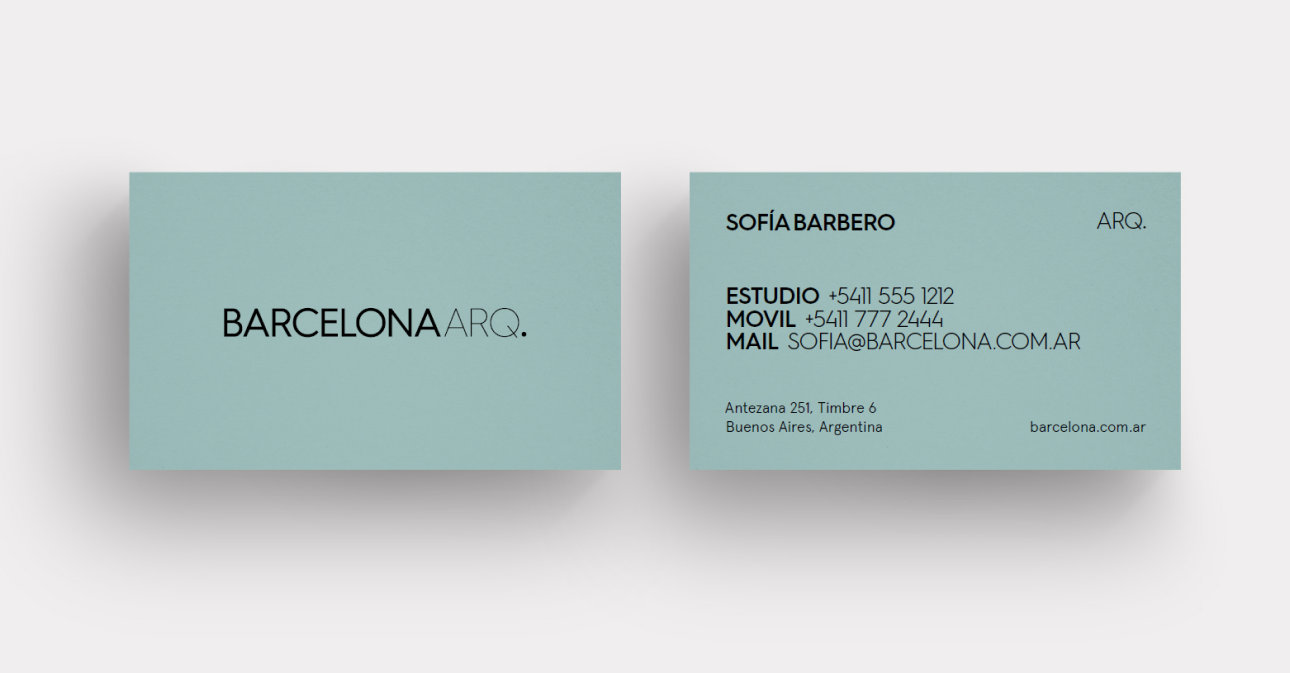 BARCELONA ARQ.
SOFÍA BARBERO
ARQ.
ESTUDIO +5411 555 1212
MOVIL +5411 777 2444
MAIL SOFIA@BARCELONA.COM.AR
Antezana 251, Timbre 6
Buenos Aires, Argentina
barcelona.com.ar